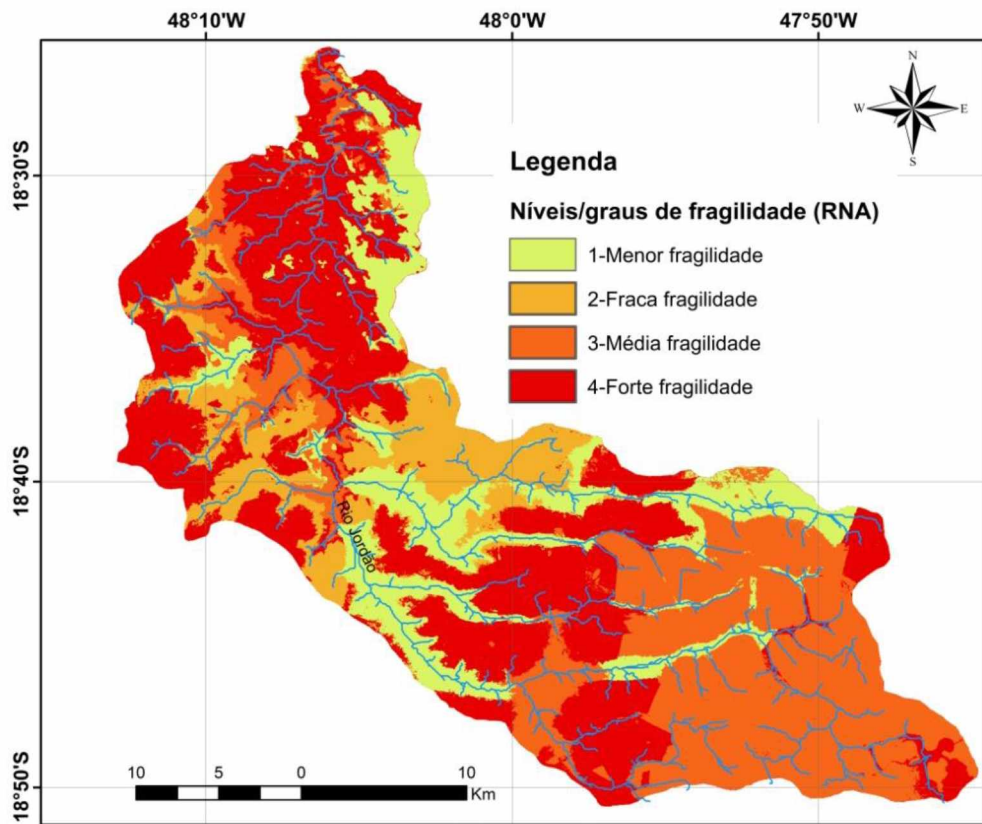 48°10'W 48°0'W 47°50'W
N
W E
S
18°30'S
Legenda
Níveis/graus de fragilidade (RNA)
1-Menor fragilidade
2-Fraca fragilidade
3-Média fragilidade
4-Forte fragilidade
18°40'S
Rio Jordão
18°50'S
10 5 0 10
Km